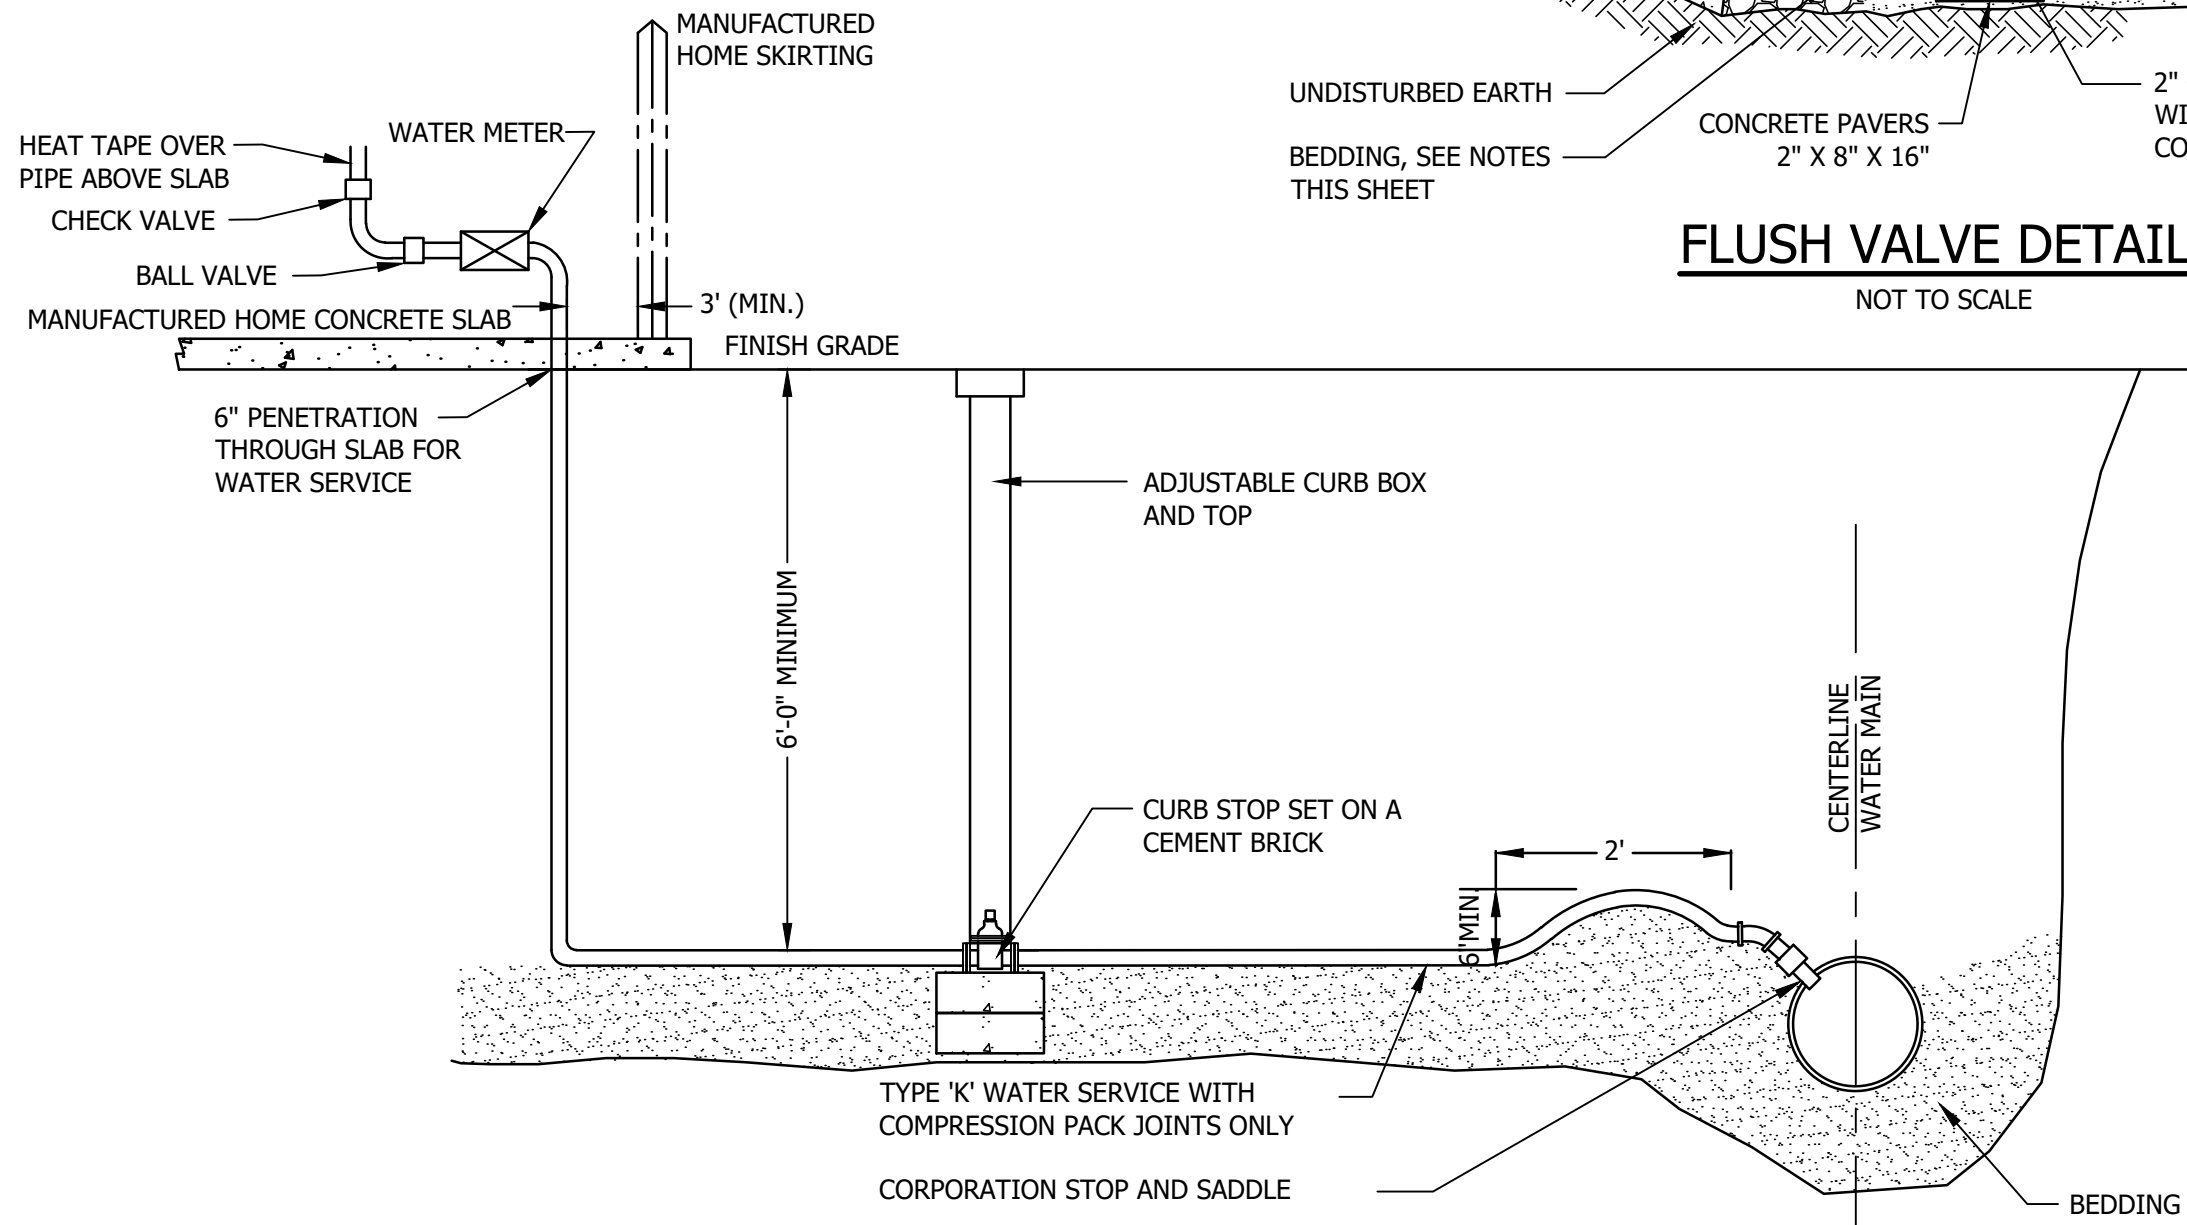 MANUFACTURED
HOME SKIRTING
WATER METER
HEAT TAPE OVER
PIPE ABOVE SLAB
CHECK VALVE
BALL VALVE
MANUFACTURED HOME CONCRETE SLAB
3' (MIN.)
FINISH GRADE
6" PENETRATION
THROUGH SLAB FOR
WATER SERVICE
UNDISTURBED EARTH
BEDDING, SEE NOTES
THIS SHEET
CONCRETE PAVERS
2" X 8" X 16"
2"
WI
CO
FLUSH VALVE DETAIL
NOT TO SCALE
ADJUSTABLE CURB BOX
AND TOP
6'-0" MINIMUM
CURB STOP SET ON A
CEMENT BRICK
2'
6"MIN.
CENTERLINE
WATER MAIN
TYPE 'K' WATER SERVICE WITH
COMPRESSION PACK JOINTS ONLY
CORPORATION STOP AND SADDLE
BEDDING